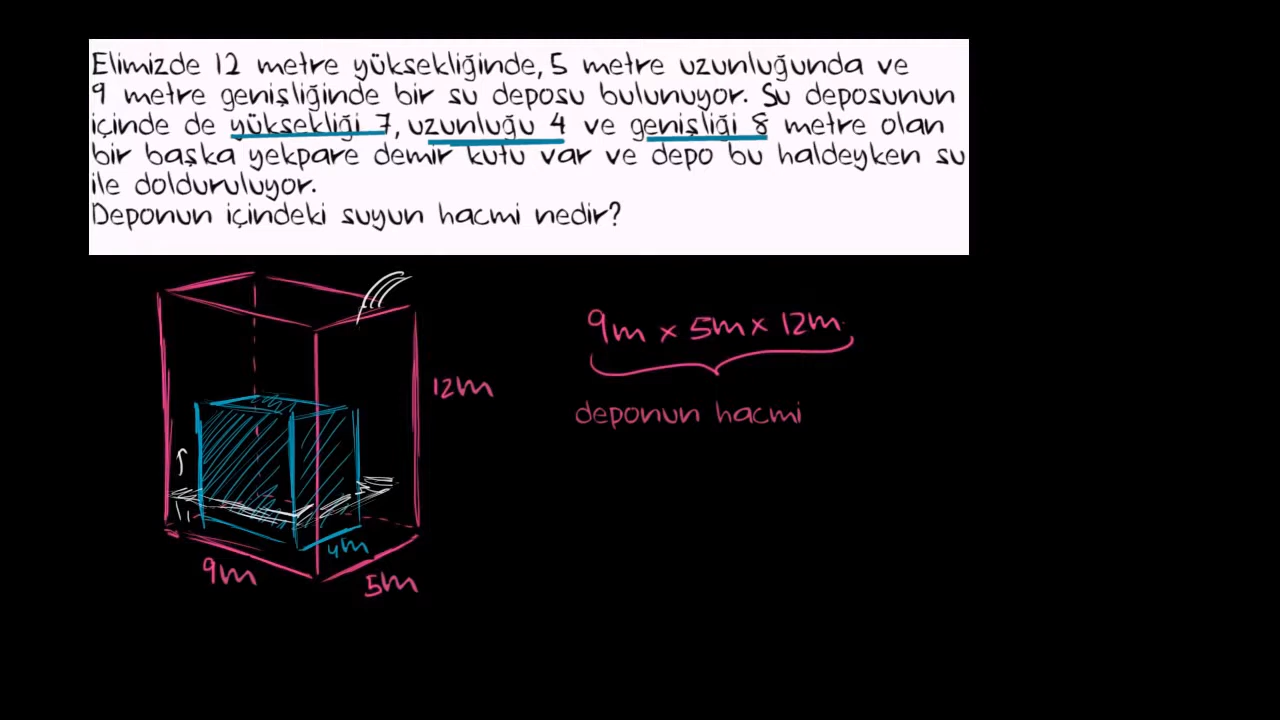 Elimizde 12 metre yüksekliğinde, 5 metre uzunluğunda ve
9 metre genişliğinde bir su deposu bulunuyor. Su deposunun
içinde de yüksekliği 7, uzunluğu 4 ve genişliği 8 metre olan
bir başka yekpare demir kutu var ve depo bu haldeyken su
ile dolduruluyor.
Deponun içindeki suyun hacmi nedir?
9m x 5m x 12m
12m
deponun hacmi
4m
9m
5m